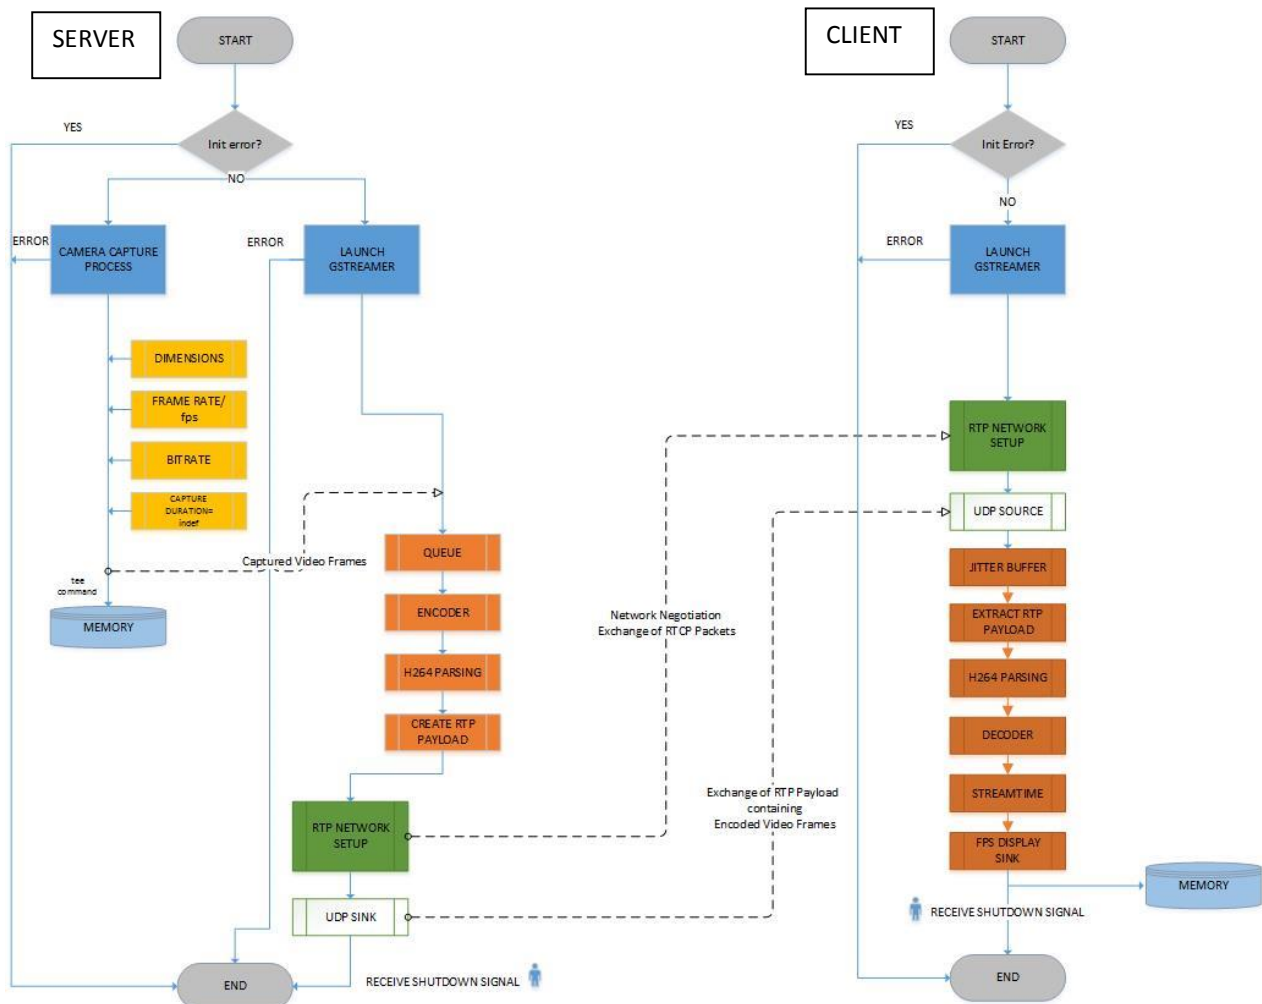 SERVER
START
Init error?
YES
NO
ERROR
CAMERA CAPTURE
PROCESS
ERROR
LAUNCH
GSTREAMER
DIMENSIONS
FRAME RATE/
fps
BITRATE
CAPTURE
DURATION=
indef
Captured Video Frames
tee
command
MEMORY
QUEUE
ENCODER
H264 PARSING
CREATE RTP
PAYLOAD
RTP NETWORK
SETUP
UDP SINK
RECEIVE SHUTDOWN SIGNAL
END
Network Negotiation
Exchange of RTCP Packets
Exchange of RTP Payload
containing
Encoded Video Frames
CLIENT
START
Init Error?
YES
NO
ERROR
LAUNCH
GSTREAMER
RTP NETWORK
SETUP
UDP SOURCE
JITTER BUFFER
EXTRACT RTP
PAYLOAD
H264 PARSING
DECODER
STREAMTIME
FPS DISPLAY
SINK
MEMORY
RECEIVE SHUTDOWN SIGNAL
END